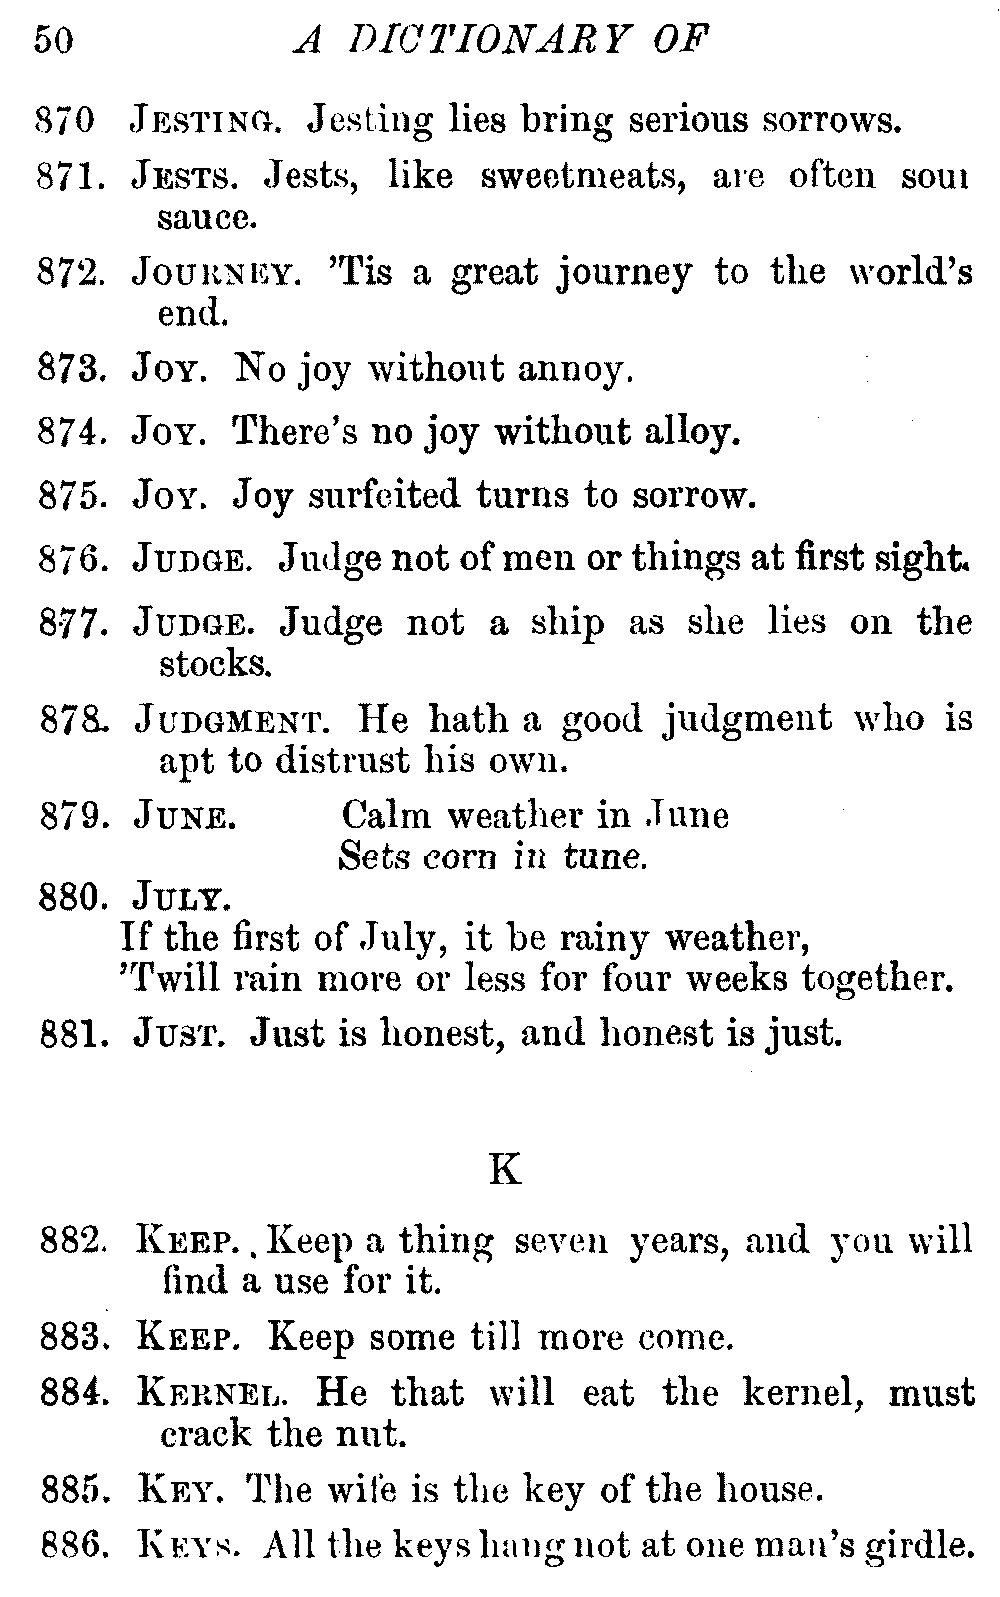 50 A DICTIONARY OF
870 JESTING. Jesting lies bring serious sorrows.
871. JESTS. Jests, like sweetmeats, are often sour
sauce.
872. JOURNEY. 'Tis a great journey to the world's
end.
873. JOY. No joy without annoy.
874. JOY. There's no joy without alloy.
875. JOY. Joy surfeited turns to sorrow.
876. JUDGE. Judge not of men or things at first sight.
877. JUDGE. Judge not a ship as she lies on the
stocks.
878. JUDGMENT. He hath a good judgment who is
apt to distrust his own.
879. JUNE. Calm weather in June
Sets corn in tune.
880. JULY.
If the first of July, it be rainy weather,
'Twill rain more or less for four weeks together.
881. JUST. Just is honest, and honest is just.
K
882. KEEP. Keep a thing seven years, and you will
find a use for it.
883. KEEP. Keep some till more come.
884. KERNEL. He that will eat the kernel, must
crack the nut.
885. KEY. The wife is the key of the house.
886. KEYS. All the keys hang not at one man's girdle.